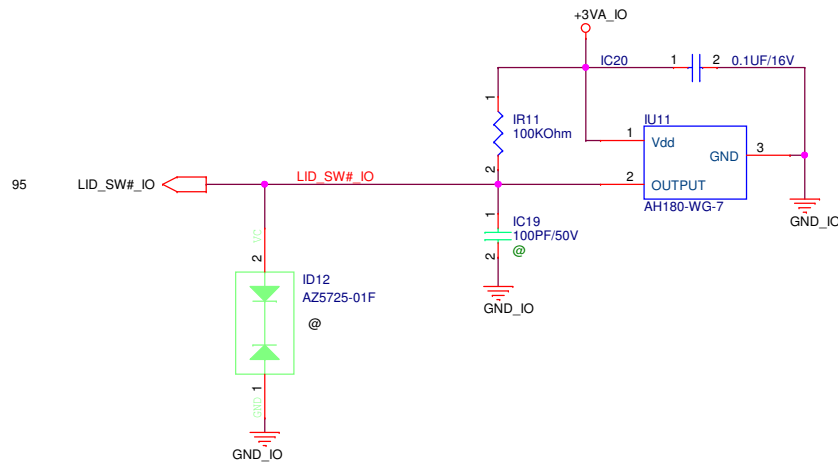 +3VA_IO
IC20
1
2
0.1UF/16V
1
IR11
100KOhm
2
IU11
1
Vdd
GND
3
2
OUTPUT
AH180-WG-7
GND_IO
95
LID_SW#_IO
LID_SW#_IO
1
IC19
100PF/50V
@
2
GND_IO
VC
2
ID12
AZ5725-01F
@
1
GND
GND_IO